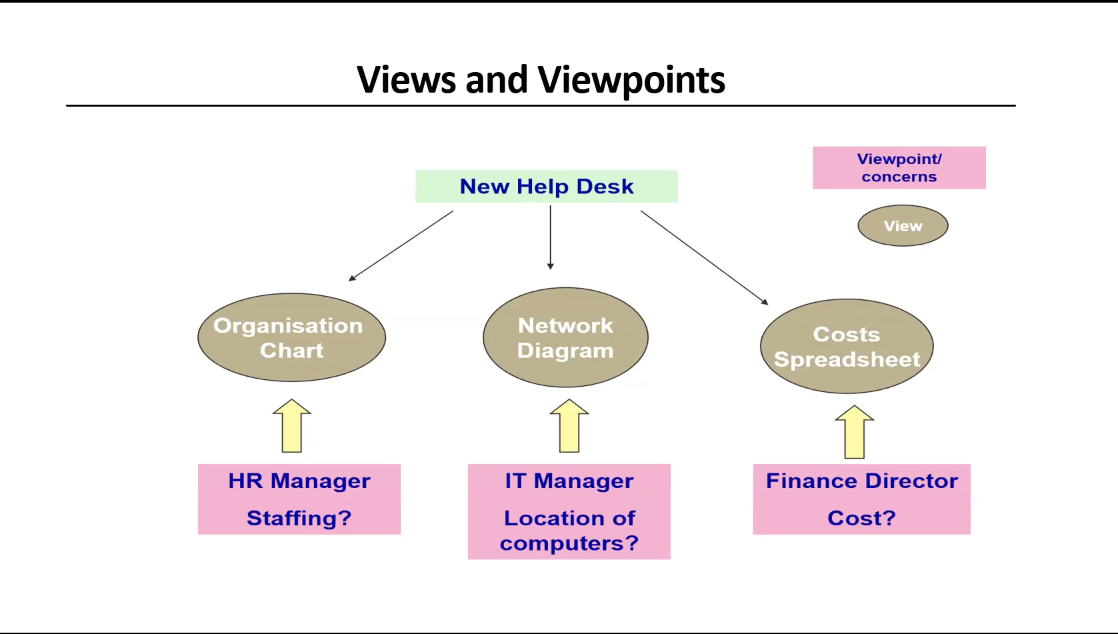 Views and Viewpoints
Viewpoint/
concerns
New Help Desk
View
Organisation
Chart
Network
Diagram
Costs
Spreadsheet
HR Manager
Staffing?
IT Manager
Location of
computers?
Finance Director
Cost?